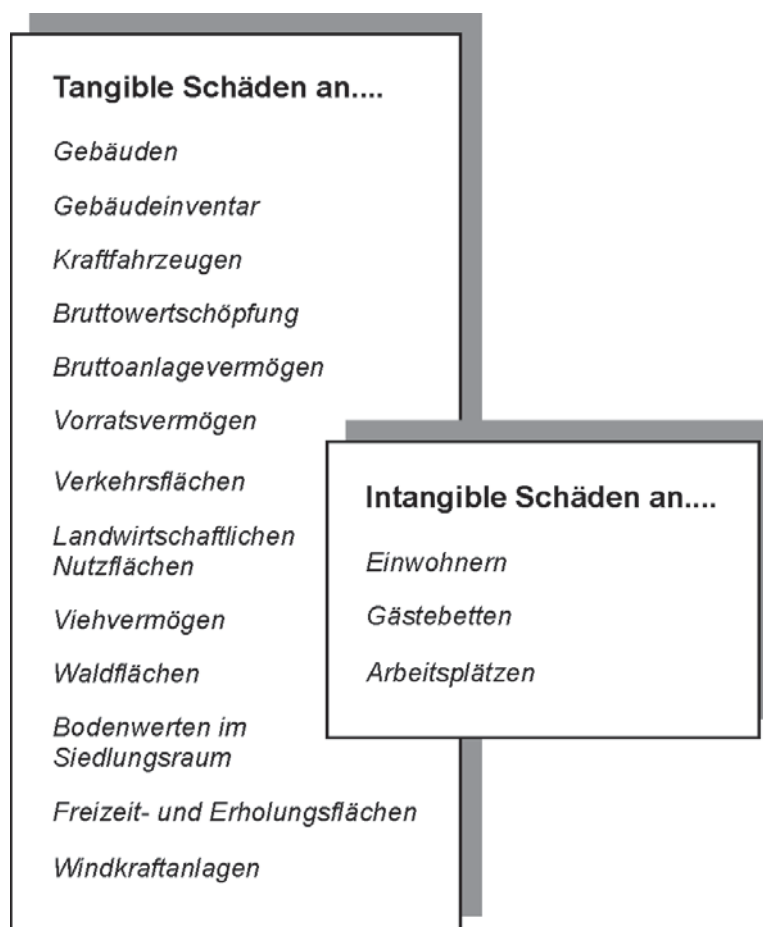 Tangible Schäden an....
Gebäuden
Gebäudeinventar
Kraftfahrzeugen
Bruttowertschöpfung
Bruttoanlagevermögen
Vorratsvermögen
Verkehrsflächen
Landwirtschaftlichen
Nutzflächen
Viehvermögen
Waldflächen
Bodenwerten im
Siedlungsraum
Freizeit- und Erholungsflächen
Windkraftanlagen
Intangible Schäden an....
Einwohnern
Gästebetten
Arbeitsplätzen